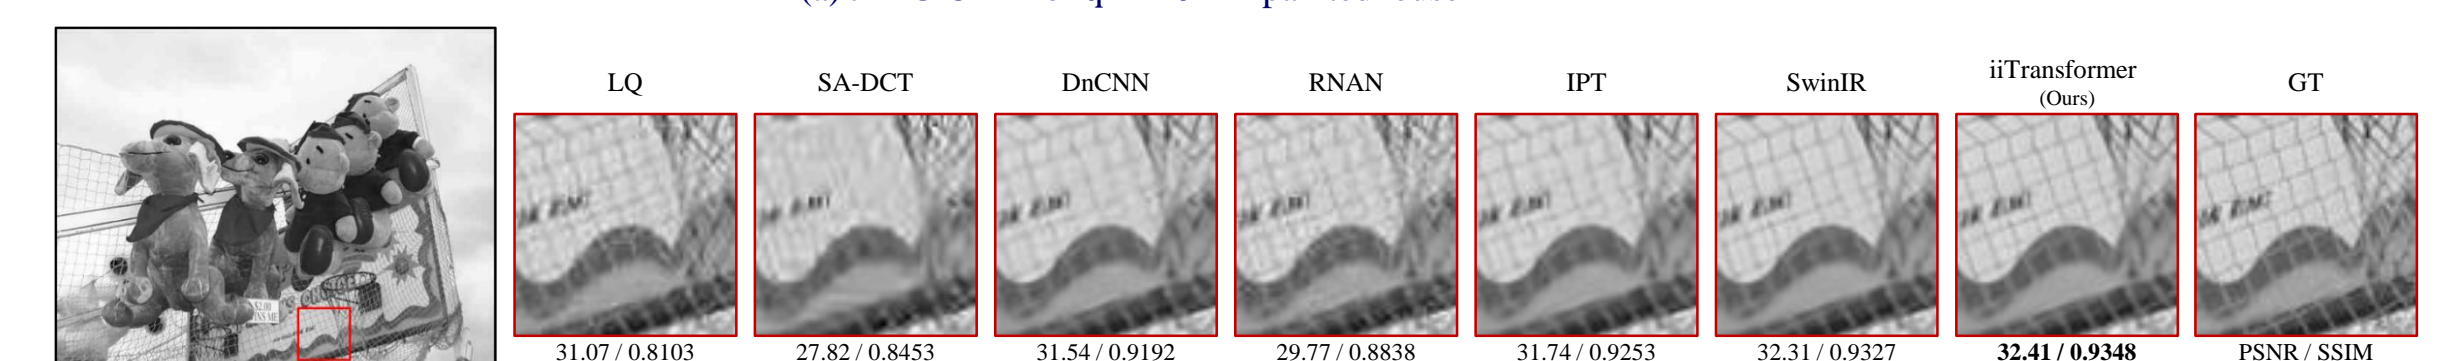 LQ SA-DCT DnCNN RNAN IPT SwinIR iiTransformer GT
(Ours)
$2.00
31.07 / 0.8103 27.82 / 0.8453 31.54 / 0.9192 29.77 / 0.8838 31.74 / 0.9253 32.31 / 0.9327 32.41 / 0.9348 PSNR / SSIM